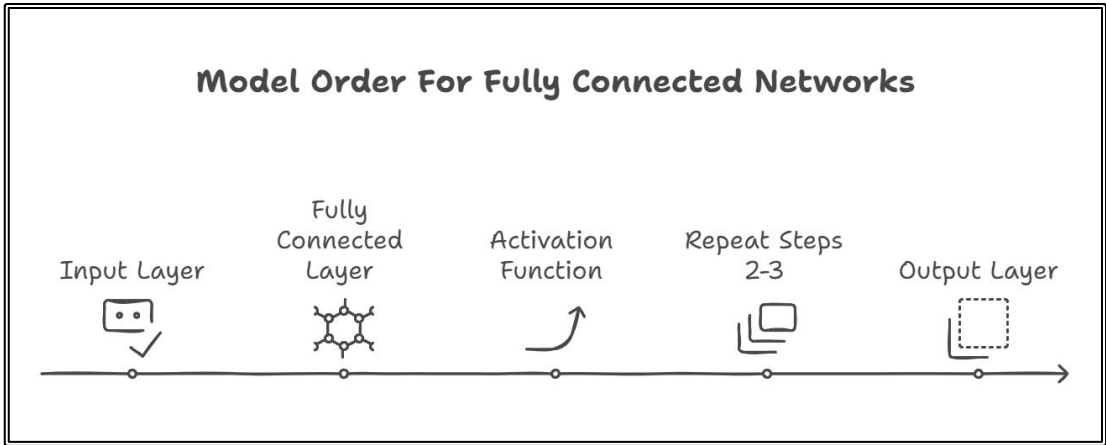 Model Order For Fully Connected Networks
Input Layer
Fully
Connected
Layer
Activation
Function
Repeat Steps
2-3
Output Layer